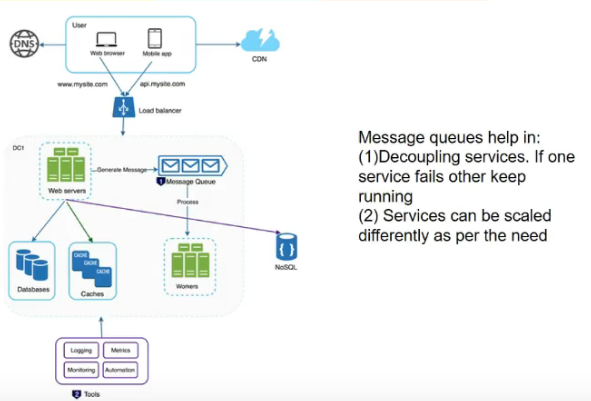 User
DNS
Web browser
Mobile app
CDN
www.mysite.com
api.mysite.com
Load balancer
DC1
Web servers
Generate Message
1 Message Queue
Process
Databases
CACHE
CACHE
CACHE
Caches
Workers
NoSQL
Logging
Metrics
Monitoring
Automation
2 Tools
Message queues help in:
(1)Decoupling services. If one
service fails other keep
running
(2) Services can be scaled
differently as per the need